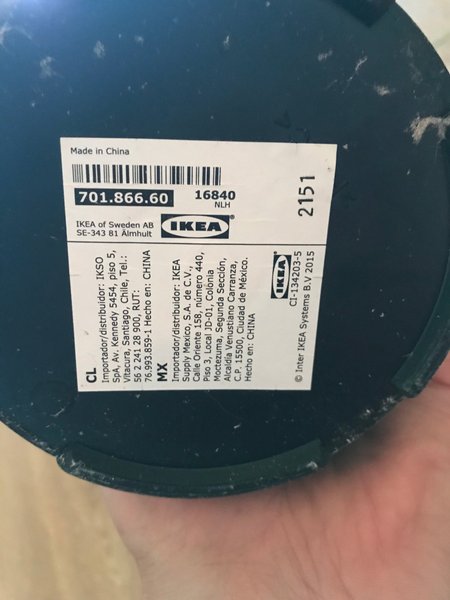 Made in China
701.866.60
16840
NLH
2151
IKEA of Sweden AB
SE-343 81 Älmhult
IKEA
CL
Importador/distribuidor: IKSO
SpA, Av. Kennedy 5454, piso 5,
Vitacura, Santiago, Chile, Tel.:
56 2 241 28 900, RUT:
76.993.859-1 Hecho en: CHINA
MX
Importador/distribuidor: IKEA
Supply Mexico, S.A. de C.V.,
Calle Oriente 158, número 440,
Piso 3, Local ID-01, Colonia
Moctezuma, Segunda Sección,
Alcaldía Venustiano Carranza,
C.P. 15500, Ciudad de México.
Hecho en: CHINA
IKEA
CI-134203-5
© Inter IKEA Systems B.V 2015